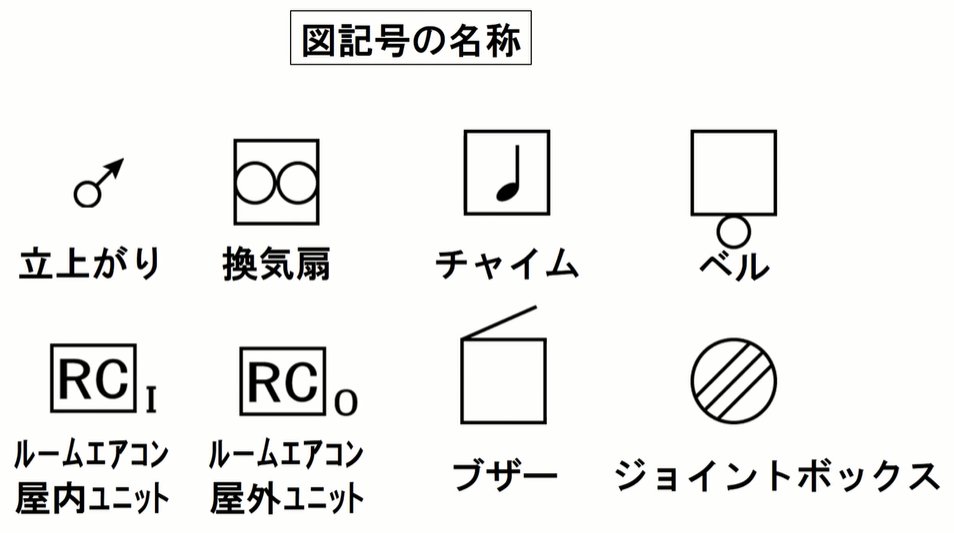 図記号の名称
立上がり 換気扇 チャイム ベル
RC I RC O
ルームエアコン ルームエアコン ブザー ジョイントボックス
屋内ユニット 屋外ユニット